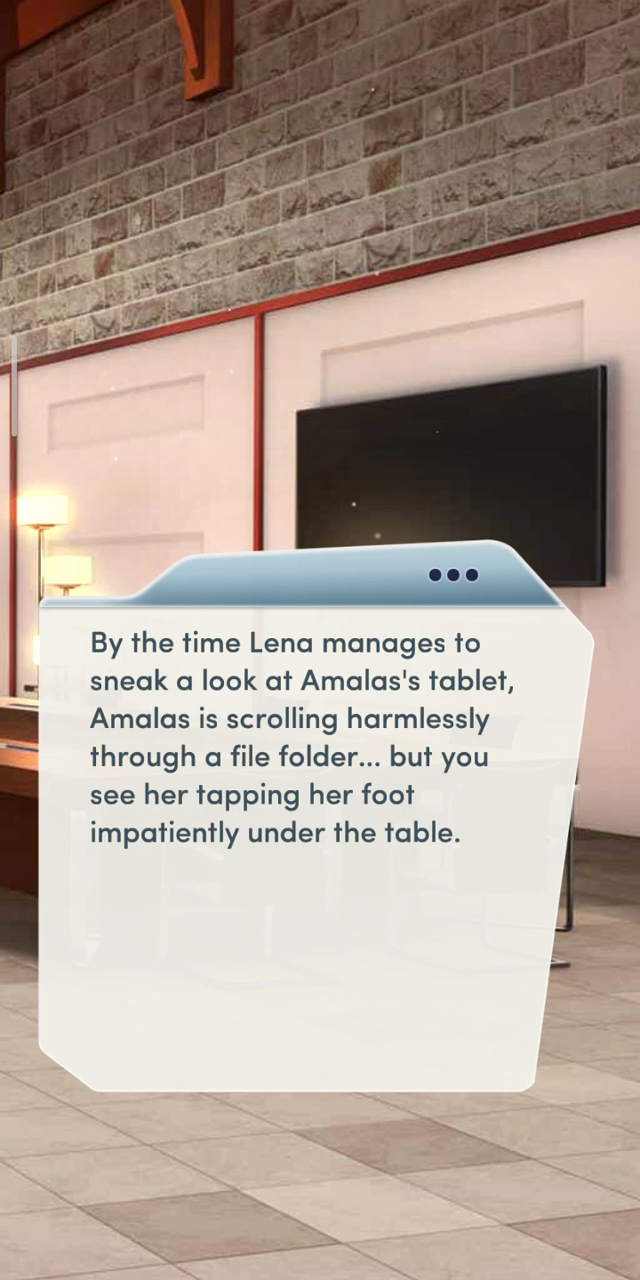 By the time Lena manages to
sneak a look at Amalas's tablet,
Amalas is scrolling harmlessly
through a file folder... but you
see her tapping her foot
impatiently under the table.